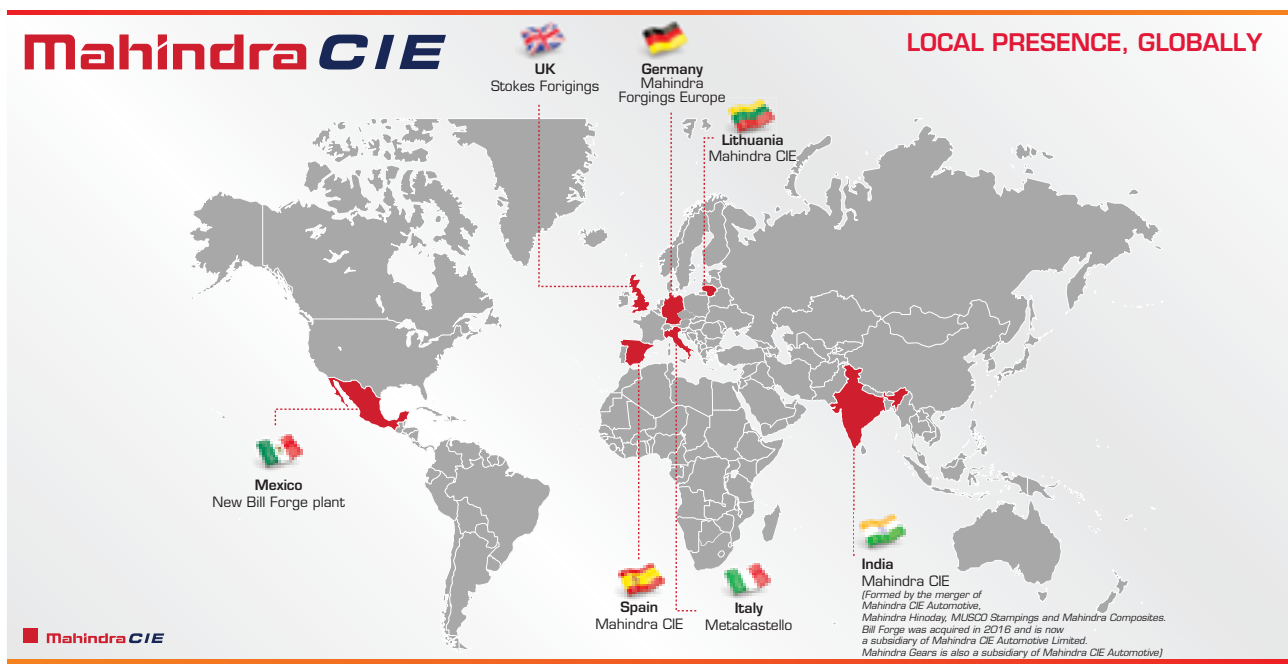 Mahindra CIE
LOCAL PRESENCE, GLOBALLY
UK
Stokes Forigings
Germany
Mahindra
Forgings Europe
Lithuania
Mahindra CIE
Mexico
New Bill Forge plant
Spain
Mahindra CIE
Italy
Metalcastello
India
Mahindra CIE
(Formed by the merger of
Mahindra CIE Automotive,
Mahindra Hinoday, MUSCO Stampings and Mahindra Composites.
Bill Forge was acquired in 2016 and is now
a subsidiary of Mahindra CIE Automotive Limited.
Mahindra Gears is also a subsidiary of Mahindra CIE Automotive)
Mahindra CIE